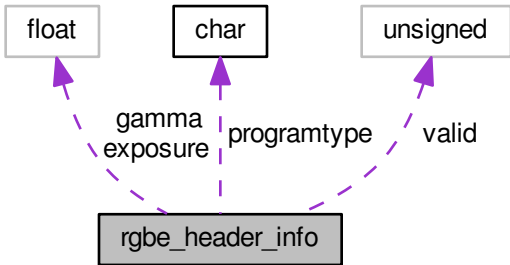 float
char
unsigned
gamma
exposure
programtype
valid
rgbe_header_info